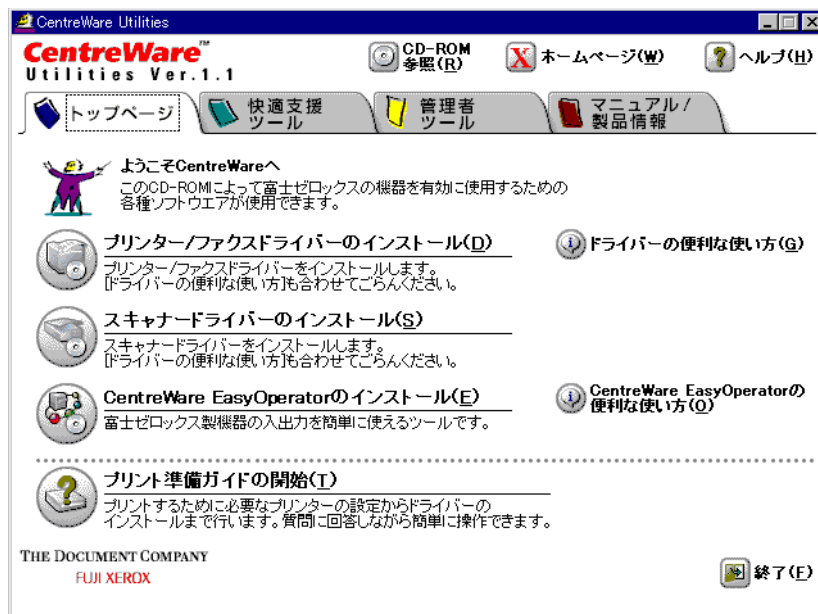 CentreWare Utilities
CentreWare™
Utilities Ver.1.1
CD-ROM
参照(R)
ホームページ(W)
ヘルプ(H)
トップページ
快適支援
ツール
管理者
ツール
マニュアル/
製品情報
ようこそCentreWareへ
このCD-ROMによって富士ゼロックスの機器を有効に使用するための
各種ソフトウエアが使用できます。
プリンター/ファクスドライバーのインストール(D)
プリンター/ファクスドライバーをインストールします。
[ドライバーの便利な使い方]も合わせてごらんください。
ドライバーの便利な使い方(G)
スキャナードライバーのインストール(S)
スキャナードライバーをインストールします。
[ドライバーの便利な使い方]も合わせてごらんください。
CentreWare EasyOperatorのインストール(E)
富士ゼロックス製機器の入出力を簡単に使えるツールです。
CentreWare EasyOperatorの
便利な使い方(O)
プリント準備ガイドの開始(T)
プリントするために必要なプリンターの設定からドライバーの
インストールまで行います。質問に回答しながら簡単に操作できます。
THE DOCUMENT COMPANY
FUJI XEROX
終了(F)